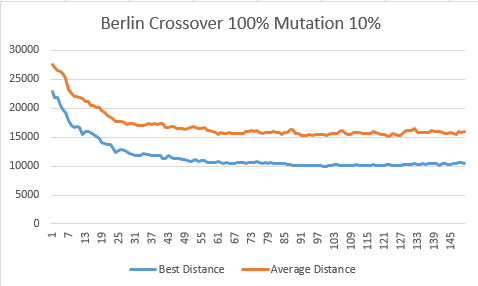 Berlin Crossover 100% Mutation 10%
30000
25000
20000
15000
10000
5000
0
1 7 13 19 25 31 37 43 49 55 61 67 73 79 85 91 97 103 109 115 121 127 133 139 145
Best Distance Average Distance